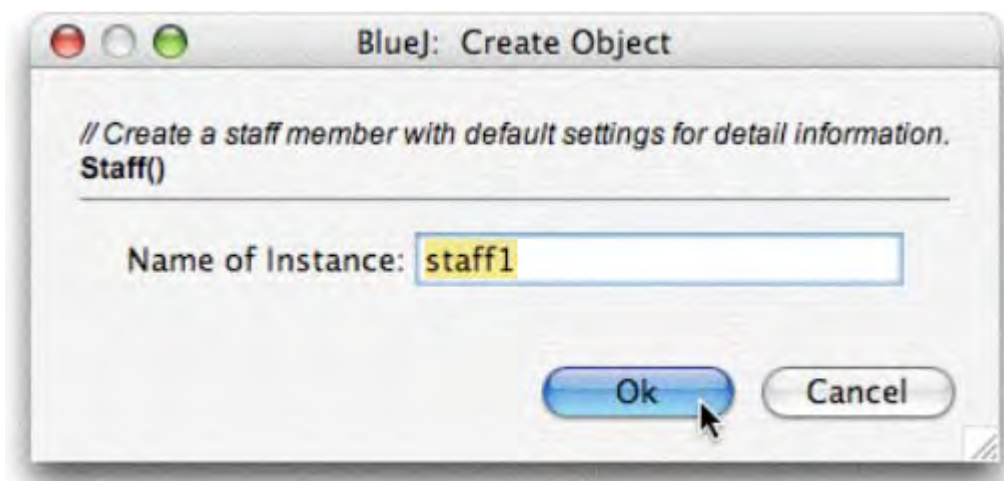 BlueJ: Create Object
// Create a staff member with default settings for detail information.
Staff()
Name of Instance: staff1
Ok Cancel